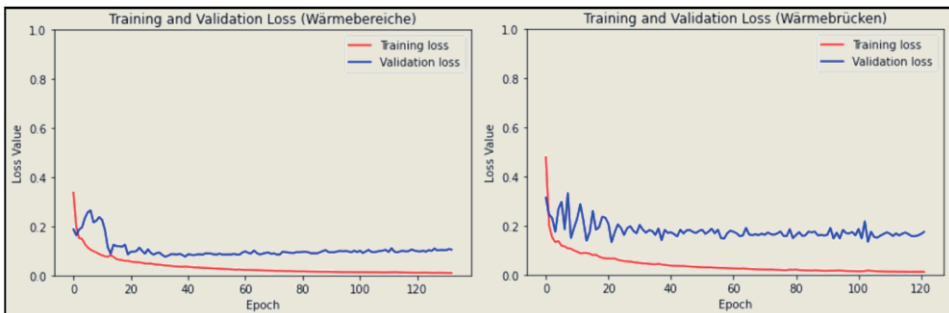 Training and Validation Loss (Wärmebereiche)
1.0
0.8
0.6
0.4
0.2
0.0
Loss Value
Training loss
Validation loss
0 20 40 60 80 100 120
Epoch
Training and Validation Loss (Wärmebrücken)
1.0
0.8
0.6
0.4
0.2
0.0
Loss Value
Training loss
Validation loss
0 20 40 60 80 100 120
Epoch